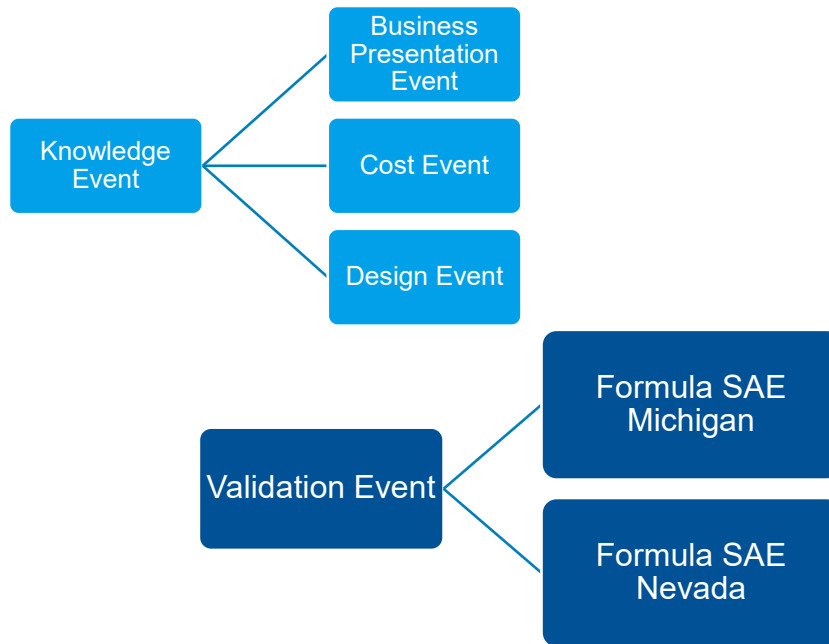 Business
Presentation
Event
Knowledge
Event
Cost Event
Design Event
Formula SAE
Michigan
Validation Event
Formula SAE
Nevada